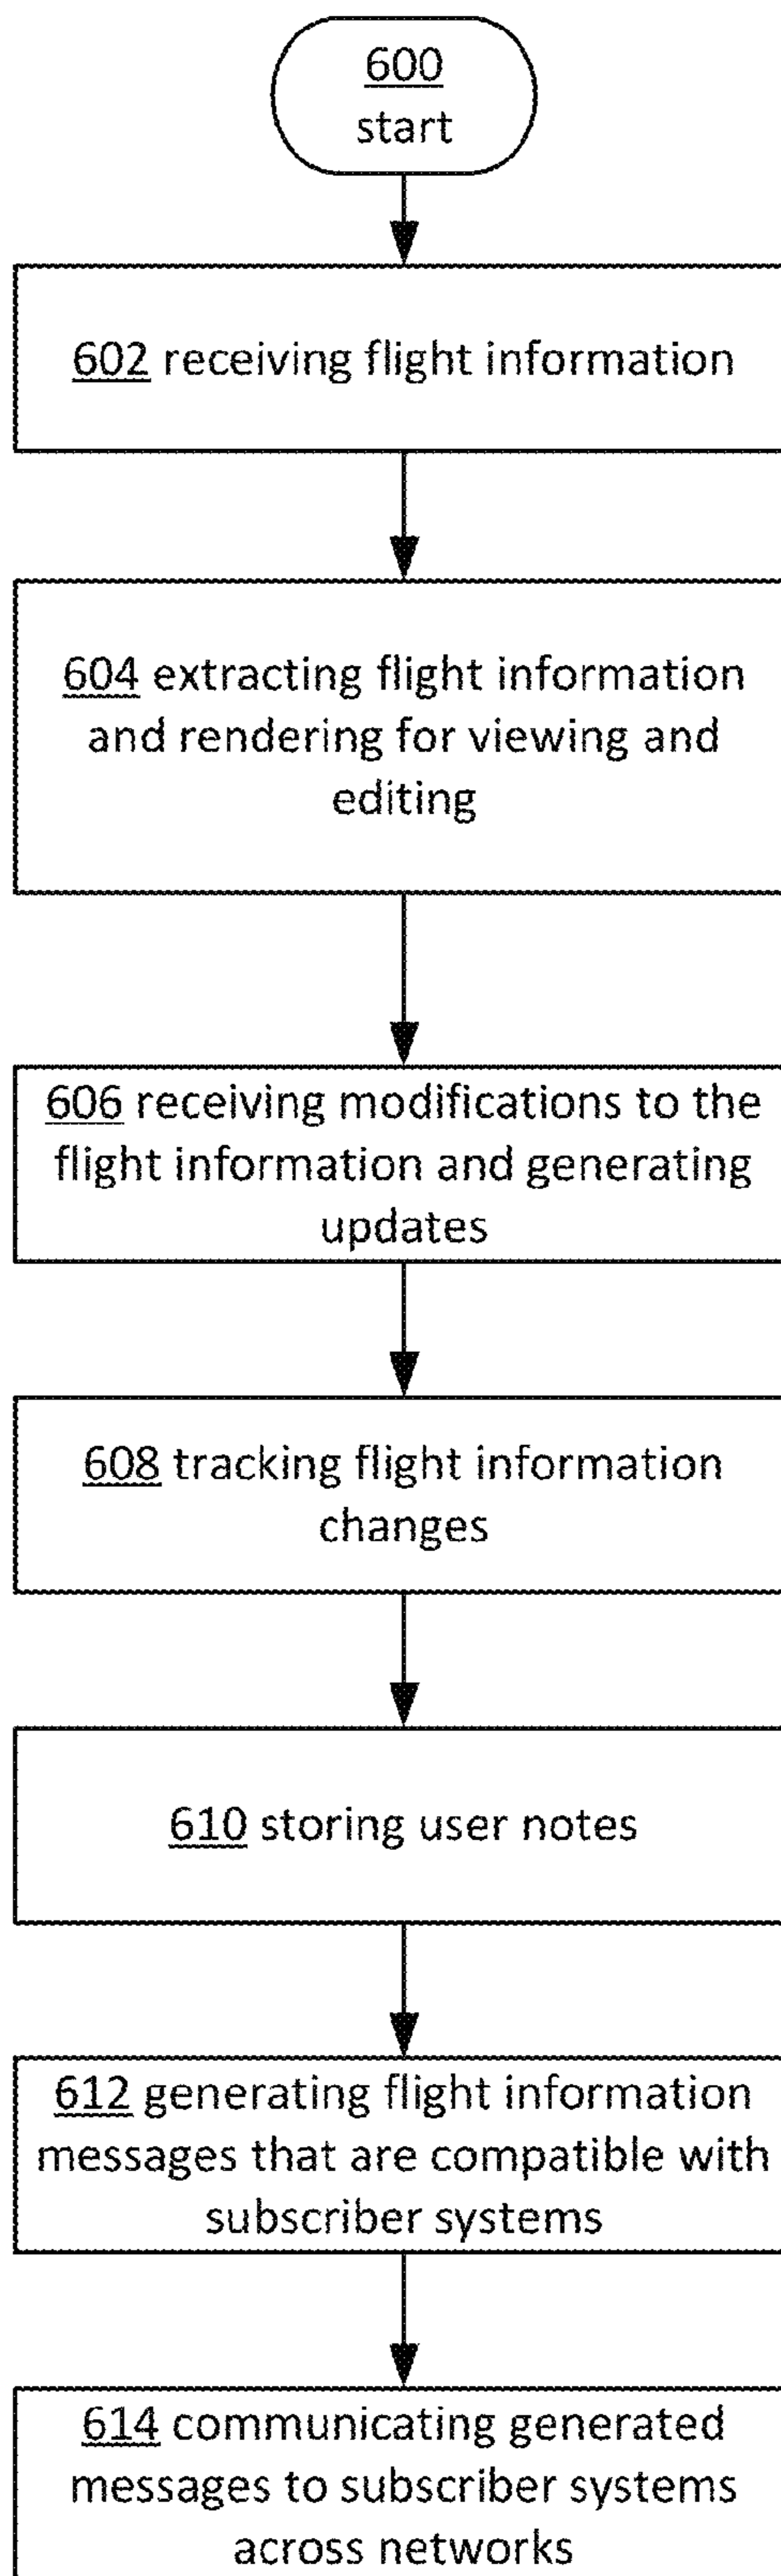 600
start
602 receiving flight information
604 extracting flight information
and rendering for viewing and
editing
606 receiving modifications to the
flight information and generating
updates
608 tracking flight information
changes
610 storing user notes
612 generating flight information
messages that are compatible with
subscriber systems
614 communicating generated
messages to subscriber systems
across networks